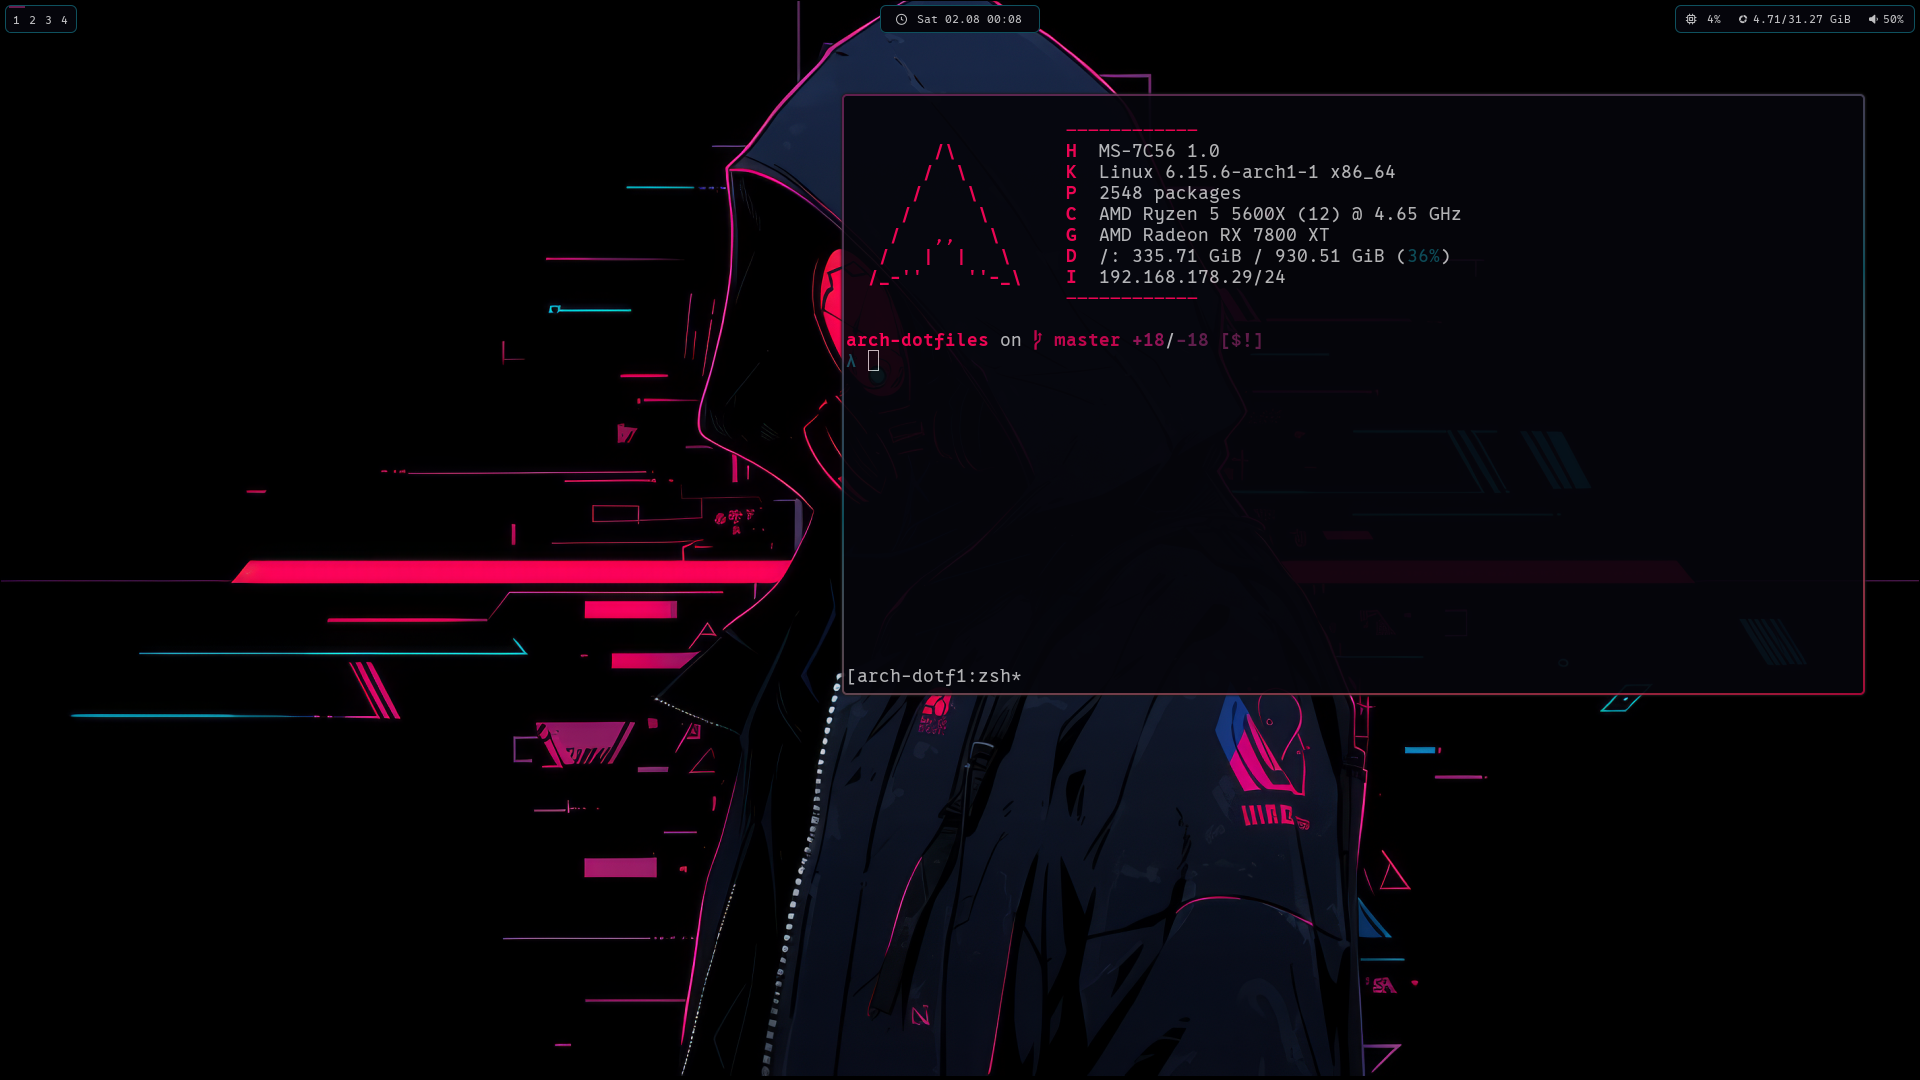 1 2 3 4
Sat 02.08 00:08
4% 4.71/31.27 GiB 50%
H MS-7C56 1.0
K Linux 6.15.6-arch1-1 x86_64
P 2548 packages
C AMD Ryzen 5 5600X (12) @ 4.65 GHz
G AMD Radeon RX 7800 XT
D /: 335.71 GiB / 930.51 GiB (36%)
I 192.168.178.29/24
arch-dotfiles on master +18/-18 [$!]
λ
[arch-dotf1:zsh*